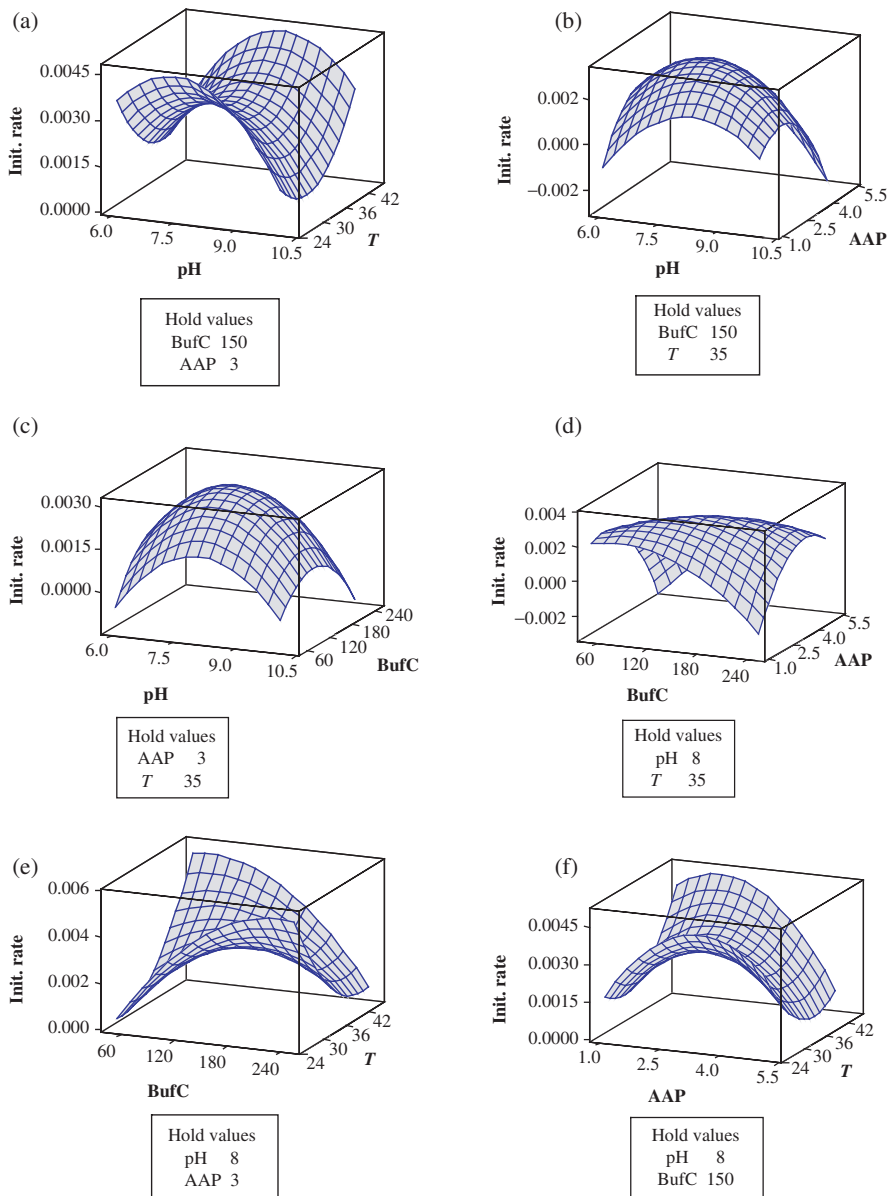 (a)
0.0045
0.0030
0.0015
0.0000
Init. rate
6.0 7.5 9.0 10.5
pH
24 30 36 42
T
Hold values
BufC 150
AAP 3
(b)
0.002
0.000
−0.002
Init. rate
6.0 7.5 9.0 10.5
pH
1.0 2.5 4.0 5.5
AAP
Hold values
BufC 150
T 35
(c)
0.0030
0.0015
0.0000
Init. rate
6.0 7.5 9.0 10.5
pH
60 120 180 240
BufC
Hold values
AAP 3
T 35
(d)
0.004
0.002
0.000
−0.002
Init. rate
60 120 180 240
BufC
1.0 2.5 4.0 5.5
AAP
Hold values
pH 8
T 35
(e)
0.006
0.004
0.002
0.000
Init. rate
60 120 180 240
BufC
24 30 36 42
T
Hold values
pH 8
AAP 3
(f)
0.0045
0.0030
0.0015
0.0000
Init. rate
1.0 2.5 4.0 5.5
AAP
24 30 36 42
T
Hold values
pH 8
BufC 150